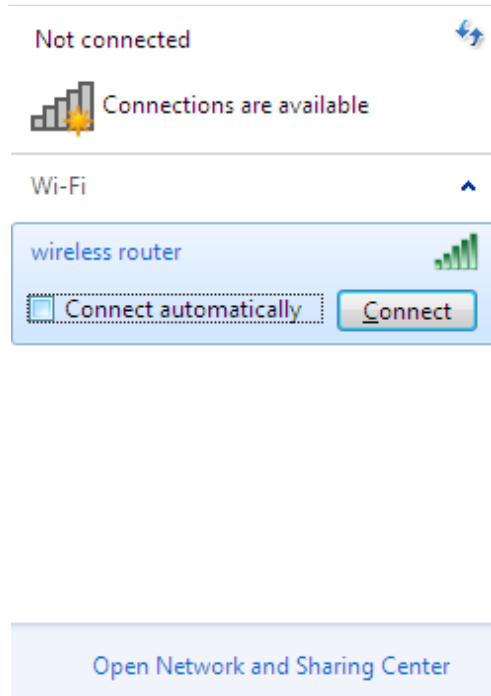 Not connected
Connections are available
Wi-Fi
wireless router
Connect automatically Connect
Open Network and Sharing Center